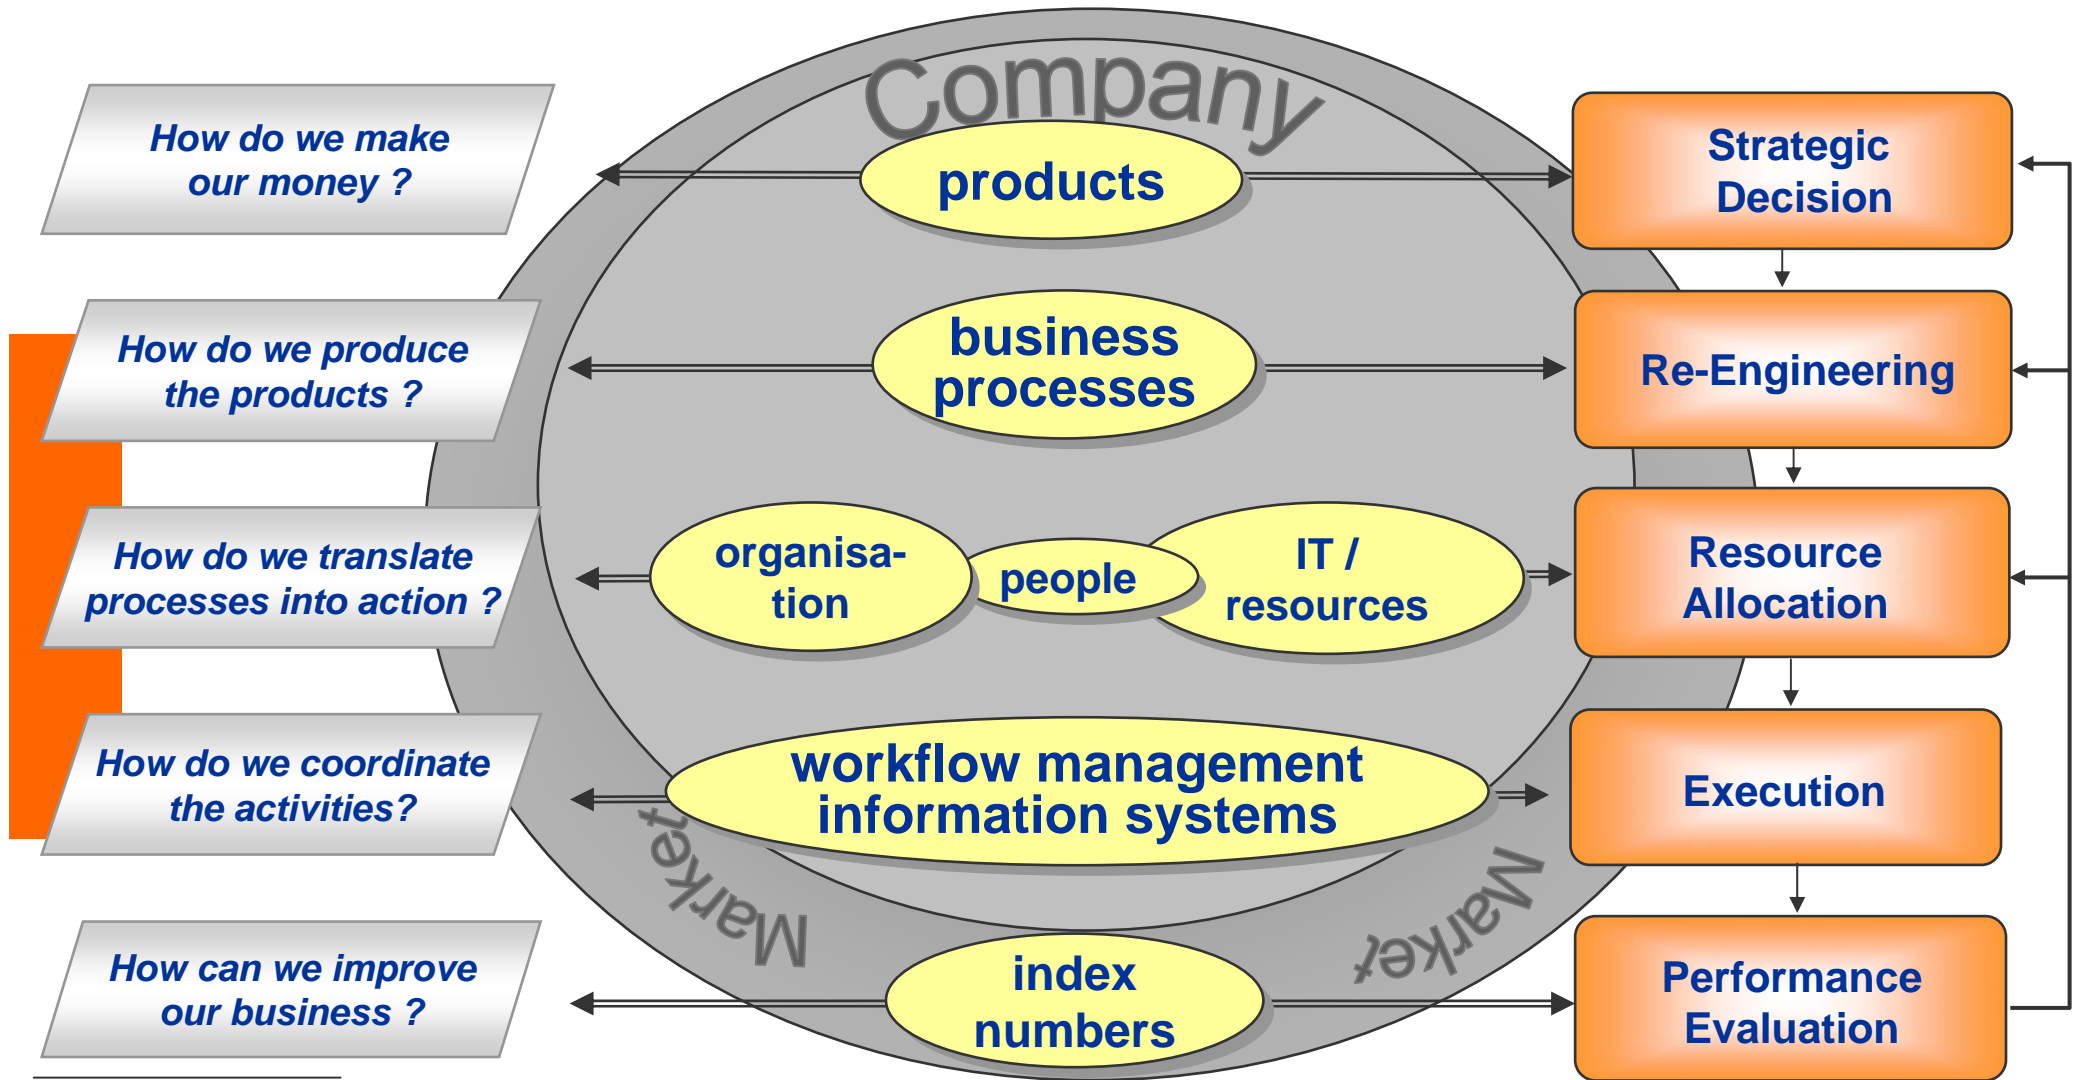 Company
How do we make
our money ?
products
Strategic
Decision
How do we produce
the products ?
business
processes
Re-Engineering
How do we translate
processes into action ?
organisa-
tion
people
IT /
resources
Resource
Allocation
How do we coordinate
the activities?
workflow management
information systems
Execution
Market
Market
How can we improve
our business ?
index
numbers
Performance
Evaluation